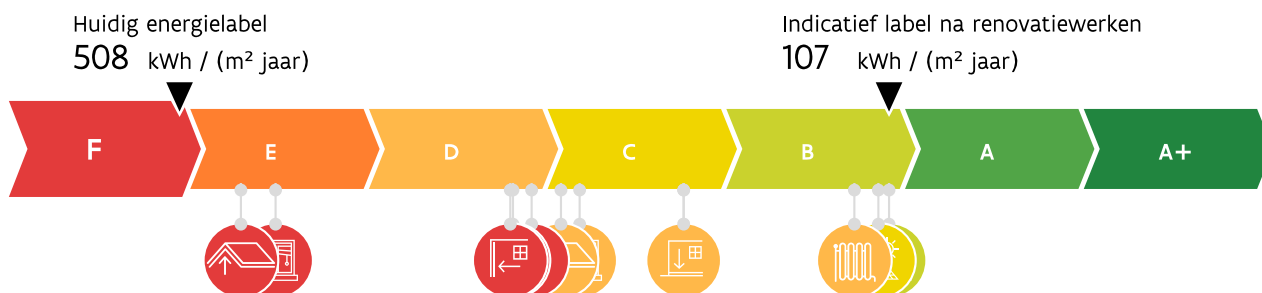 Huidig energielabel
508 kWh / (m² jaar)
Indicatief label na renovatiewerken
107 kWh / (m² jaar)
F E D C B A A+